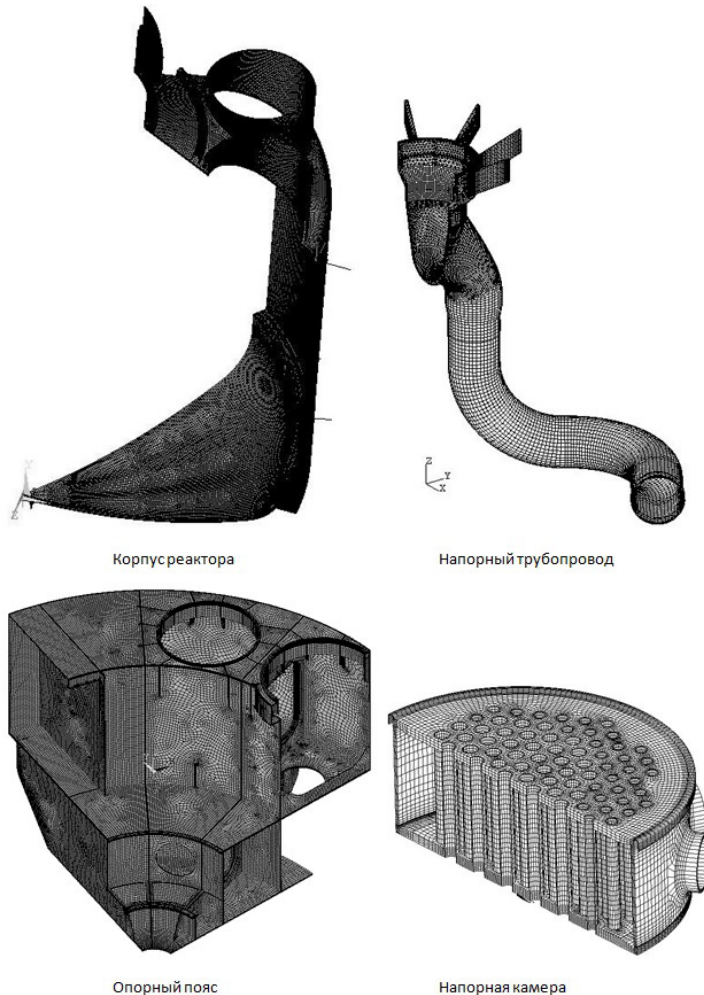 Корпус реактора
Z
Y
X
Напорный трубопровод
Опорный пояс
Напорная камера